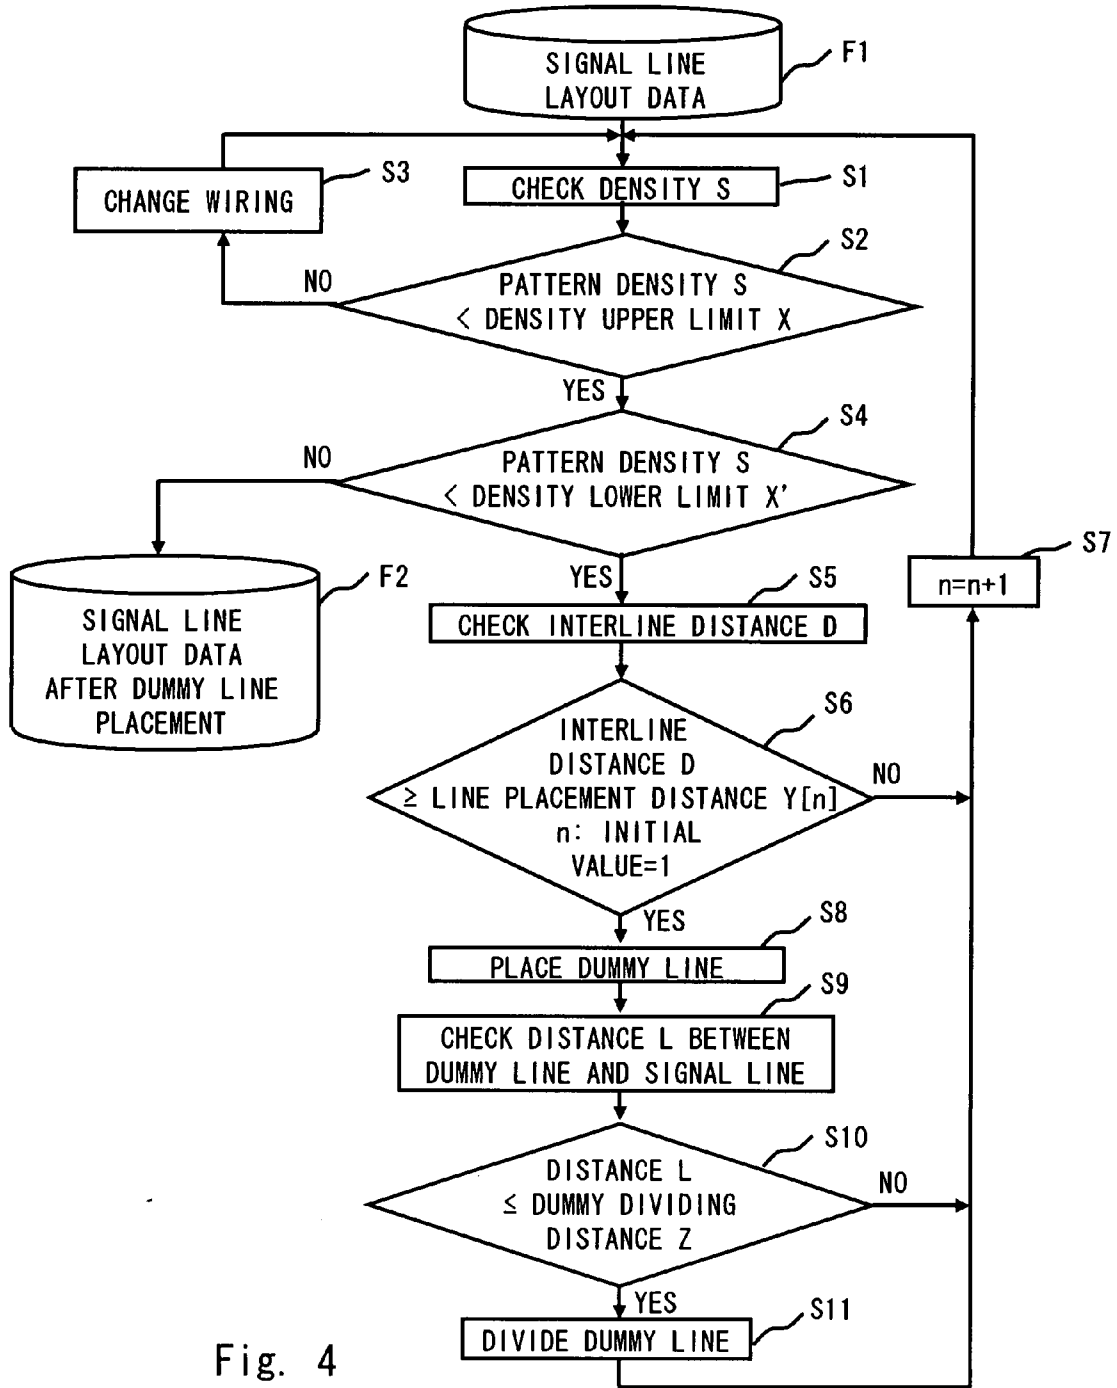 SIGNAL LINE
LAYOUT DATA
F1
CHANGE WIRING
S3
CHECK DENSITY S
S1
S2
NO
PATTERN DENSITY S
< DENSITY UPPER LIMIT X
YES
S4
NO
PATTERN DENSITY S
< DENSITY LOWER LIMIT X'
YES
F2
SIGNAL LINE
LAYOUT DATA
AFTER DUMMY LINE
PLACEMENT
S5
CHECK INTERLINE DISTANCE D
S7
n=n+1
S6
INTERLINE
DISTANCE D
≥ LINE PLACEMENT DISTANCE Y[n]
n: INITIAL
VALUE=1
NO
YES
S8
PLACE DUMMY LINE
S9
CHECK DISTANCE L BETWEEN
DUMMY LINE AND SIGNAL LINE
S10
DISTANCE L
≤ DUMMY DIVIDING
DISTANCE Z
NO
YES
S11
DIVIDE DUMMY LINE
Fig. 4